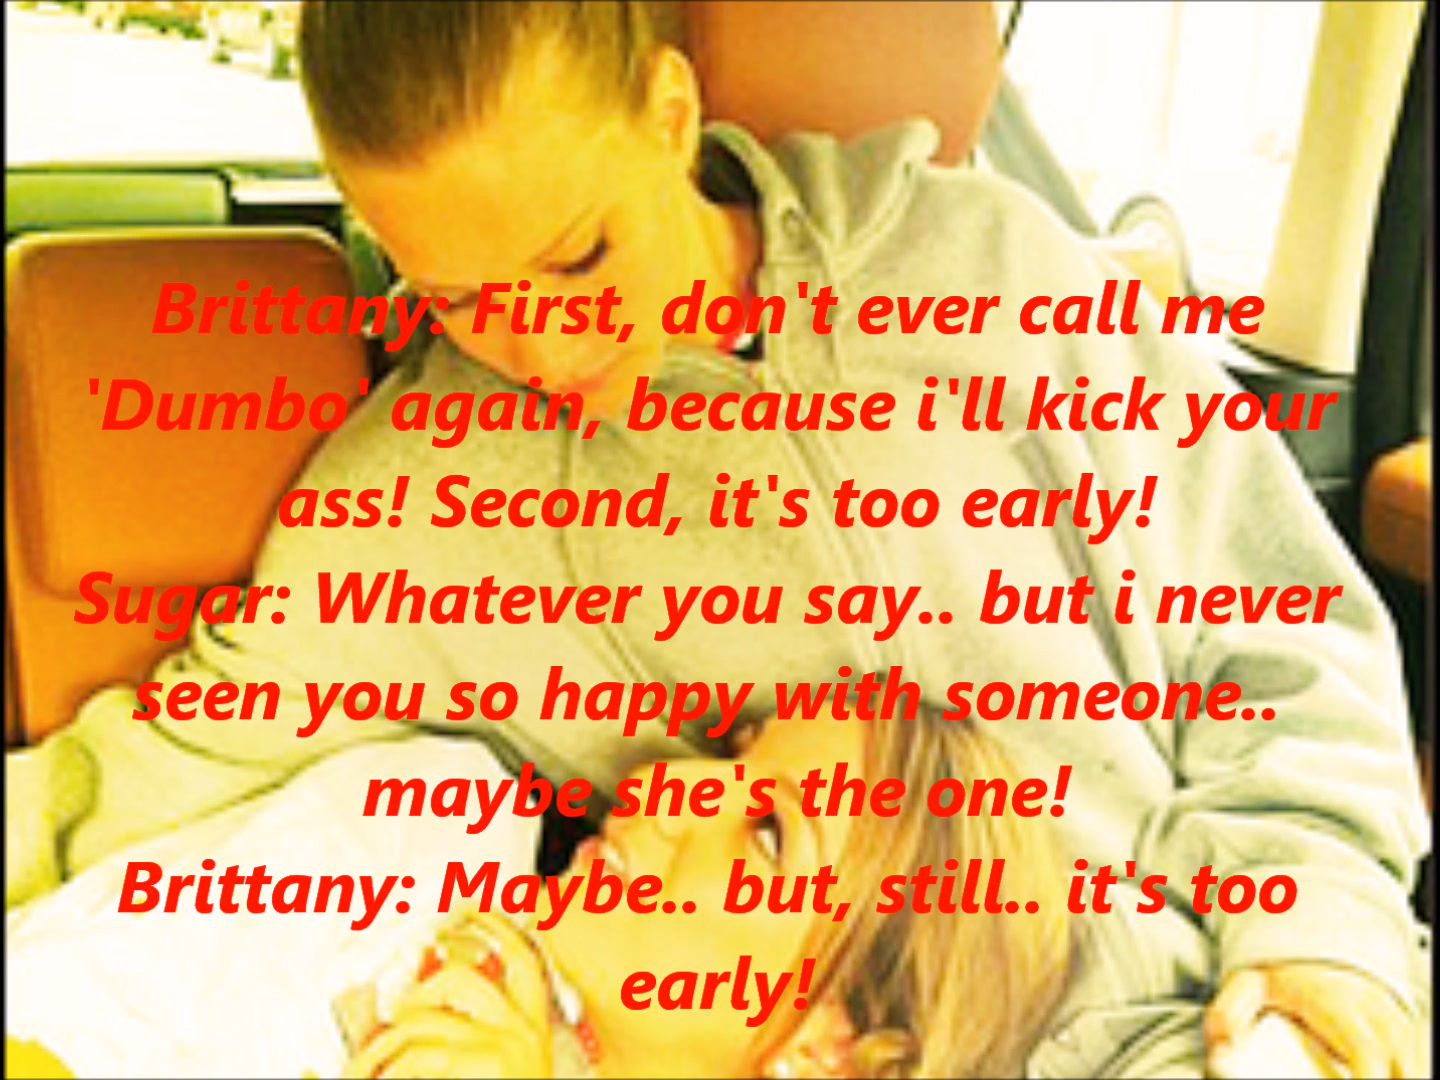 Brittany: First, don't ever call me
'Dumbo' again, because i'll kick your
ass! Second, it's too early!
Sugar: Whatever you say.. but i never
seen you so happy with someone..
maybe she's the one!
Brittany: Maybe.. but, still.. it's too
early!